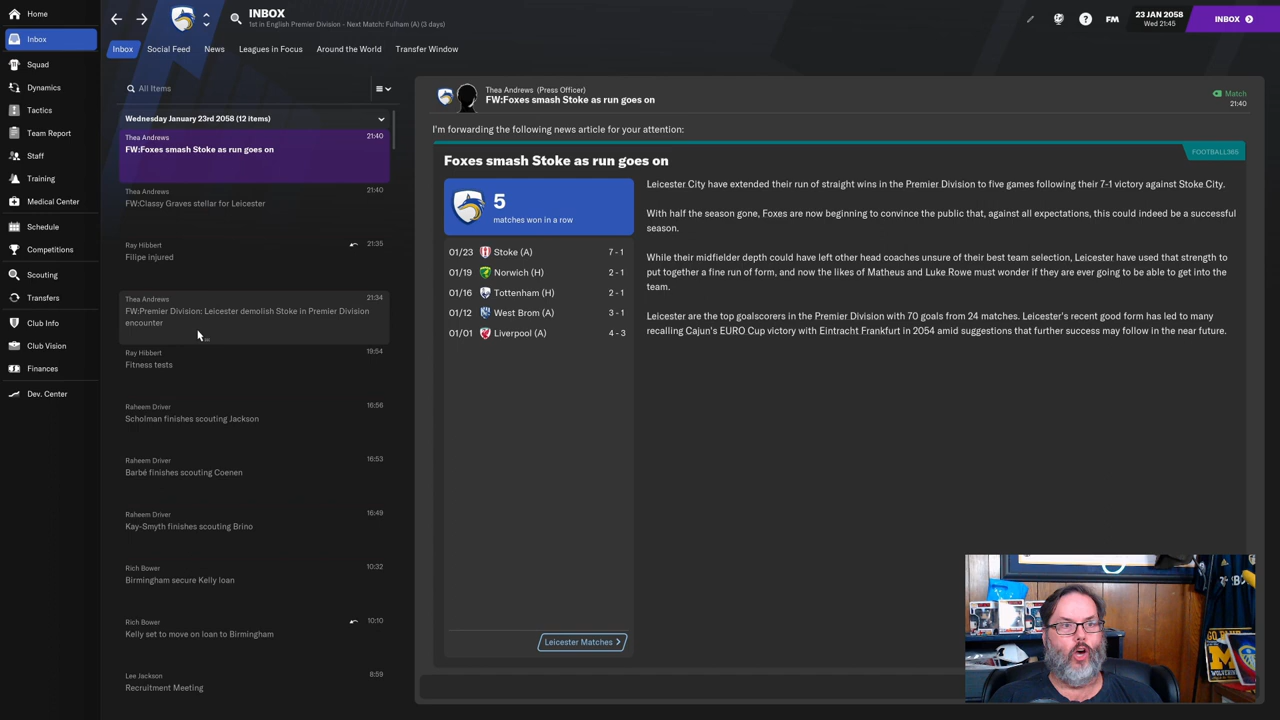 Home
Inbox
Squad
Dynamics
Tactics
Team Report
Staff
Training
Medical Center
Schedule
Competitions
Scouting
Transfers
Club Info
Club Vision
Finances
Dev. Center
INBOX
1st in English Premier Division - Next Match: Fulham (A) (3 days)
FM
23 JAN 2058
Wed 21:45
INBOX
Inbox
Social Feed
News
Leagues in Focus
Around the World
Transfer Window
All Items
Wednesday January 23rd 2058 (12 items)
Thea Andrews 21:40
FW:Foxes smash Stoke as run goes on
Thea Andrews 21:40
FW:Classy Graves stellar for Leicester
Ray Hibbert 21:35
Filipe injured
Thea Andrews 21:34
FW:Premier Division: Leicester demolish Stoke in Premier Division
encounter
Ray Hibbert 19:54
Fitness tests
Raheem Driver 16:56
Scholman finishes scouting Jackson
Raheem Driver 16:53
Barbé finishes scouting Coenen
Raheem Driver 16:49
Kay-Smyth finishes scouting Brino
Rich Bower 10:32
Birmingham secure Kelly loan
Rich Bower 10:10
Kelly set to move on loan to Birmingham
Lee Jackson 8:59
Recruitment Meeting
Thea Andrews (Press Officer)
FW:Foxes smash Stoke as run goes on
Match
21:40
I'm forwarding the following news article for your attention:
Foxes smash Stoke as run goes on
FOOTBALL365
5
matches won in a row
01/23 Stoke (A) 7 - 1
01/19 Norwich (H) 2 - 1
01/16 Tottenham (H) 2 - 1
01/12 West Brom (A) 3 - 1
01/01 Liverpool (A) 4 - 3
Leicester Matches
Leicester City have extended their run of straight wins in the Premier Division to five games following their 7-1 victory against Stoke City.
With half the season gone, Foxes are now beginning to convince the public that, against all expectations, this could indeed be a successful
season.
While their midfielder depth could have left other head coaches unsure of their best team selection, Leicester have used that strength to
put together a fine run of form, and now the likes of Matheus and Luke Rowe must wonder if they are ever going to be able to get into the
team.
Leicester are the top goalscorers in the Premier Division with 70 goals from 24 matches. Leicester's recent good form has led to many
recalling Cajun's EURO Cup victory with Eintracht Frankfurt in 2054 amid suggestions that further success may follow in the near future.
GO BLUE
M